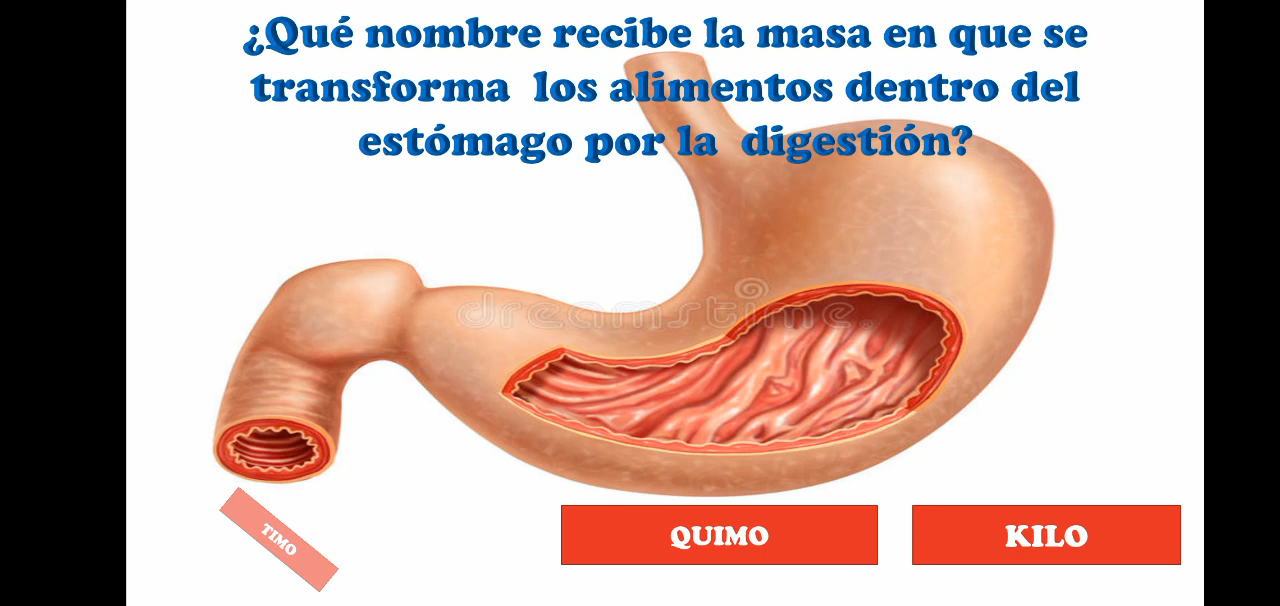 ¿Qué nombre recibe la masa en que se
transforma los alimentos dentro del
estómago por la digestión?
dreamstime.
TIMO
QUIMO
KILO